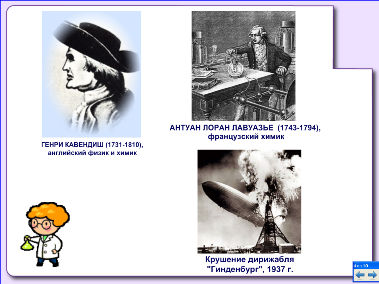 ГЕНРИ КАВЕНДИШ (1731-1810),
английский физик и химик
АНТУАН ЛОРАН ЛАВУАЗЬЕ (1743-1794),
французский химик
Крушение дирижабля
"Гинденбург", 1937 г.